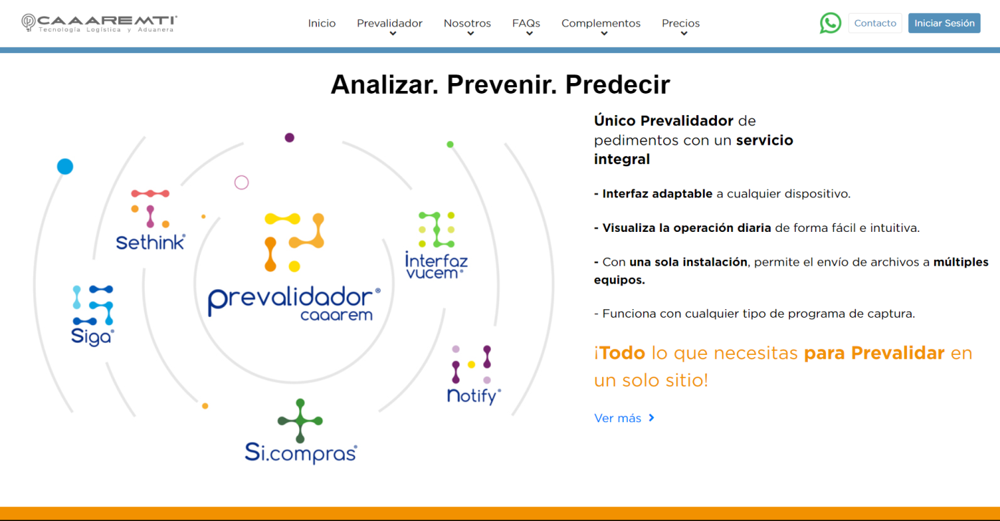 CAAAREMTI®
Tecnología Logística y Aduanera
Inicio
Prevalidador
Nosotros
FAQs
Complementos
Precios
Contacto
Iniciar Sesión
Analizar. Prevenir. Predecir
Único Prevalidador de
pedimentos con un servicio
integral
- Interfaz adaptable a cualquier dispositivo.
- Visualiza la operación diaria de forma fácil e intuitiva.
- Con una sola instalación, permite el envío de archivos a múltiples
equipos.
- Funciona con cualquier tipo de programa de captura.
¡Todo lo que necesitas para Prevalidar en
un solo sitio!
Ver más
Sethink®
prevalidador®
caaarem
interfaz
vucem®
Siga®
notify®
Si.compras®